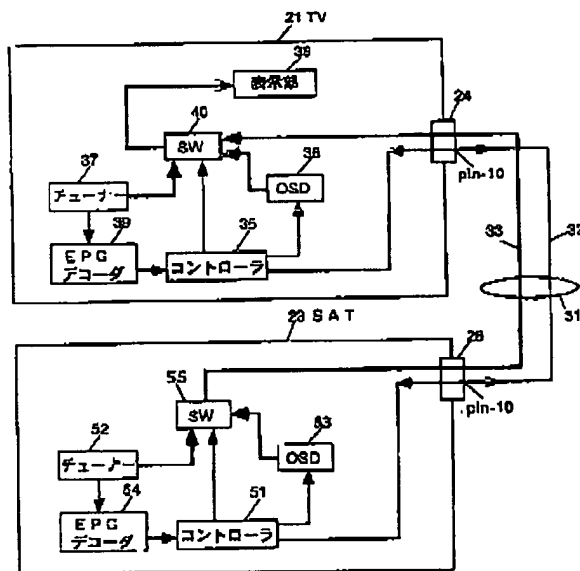 21 TV
38
表示部
24
40
SW
36
37
OSD
チューナー
pln-10
39
35
33
32
EPG
デコーダ
コントローラ
31
23 SAT
26
55
SW
53
pln-10
52
OSD
チューナー
54
51
EPG
デコーダ
コントローラ